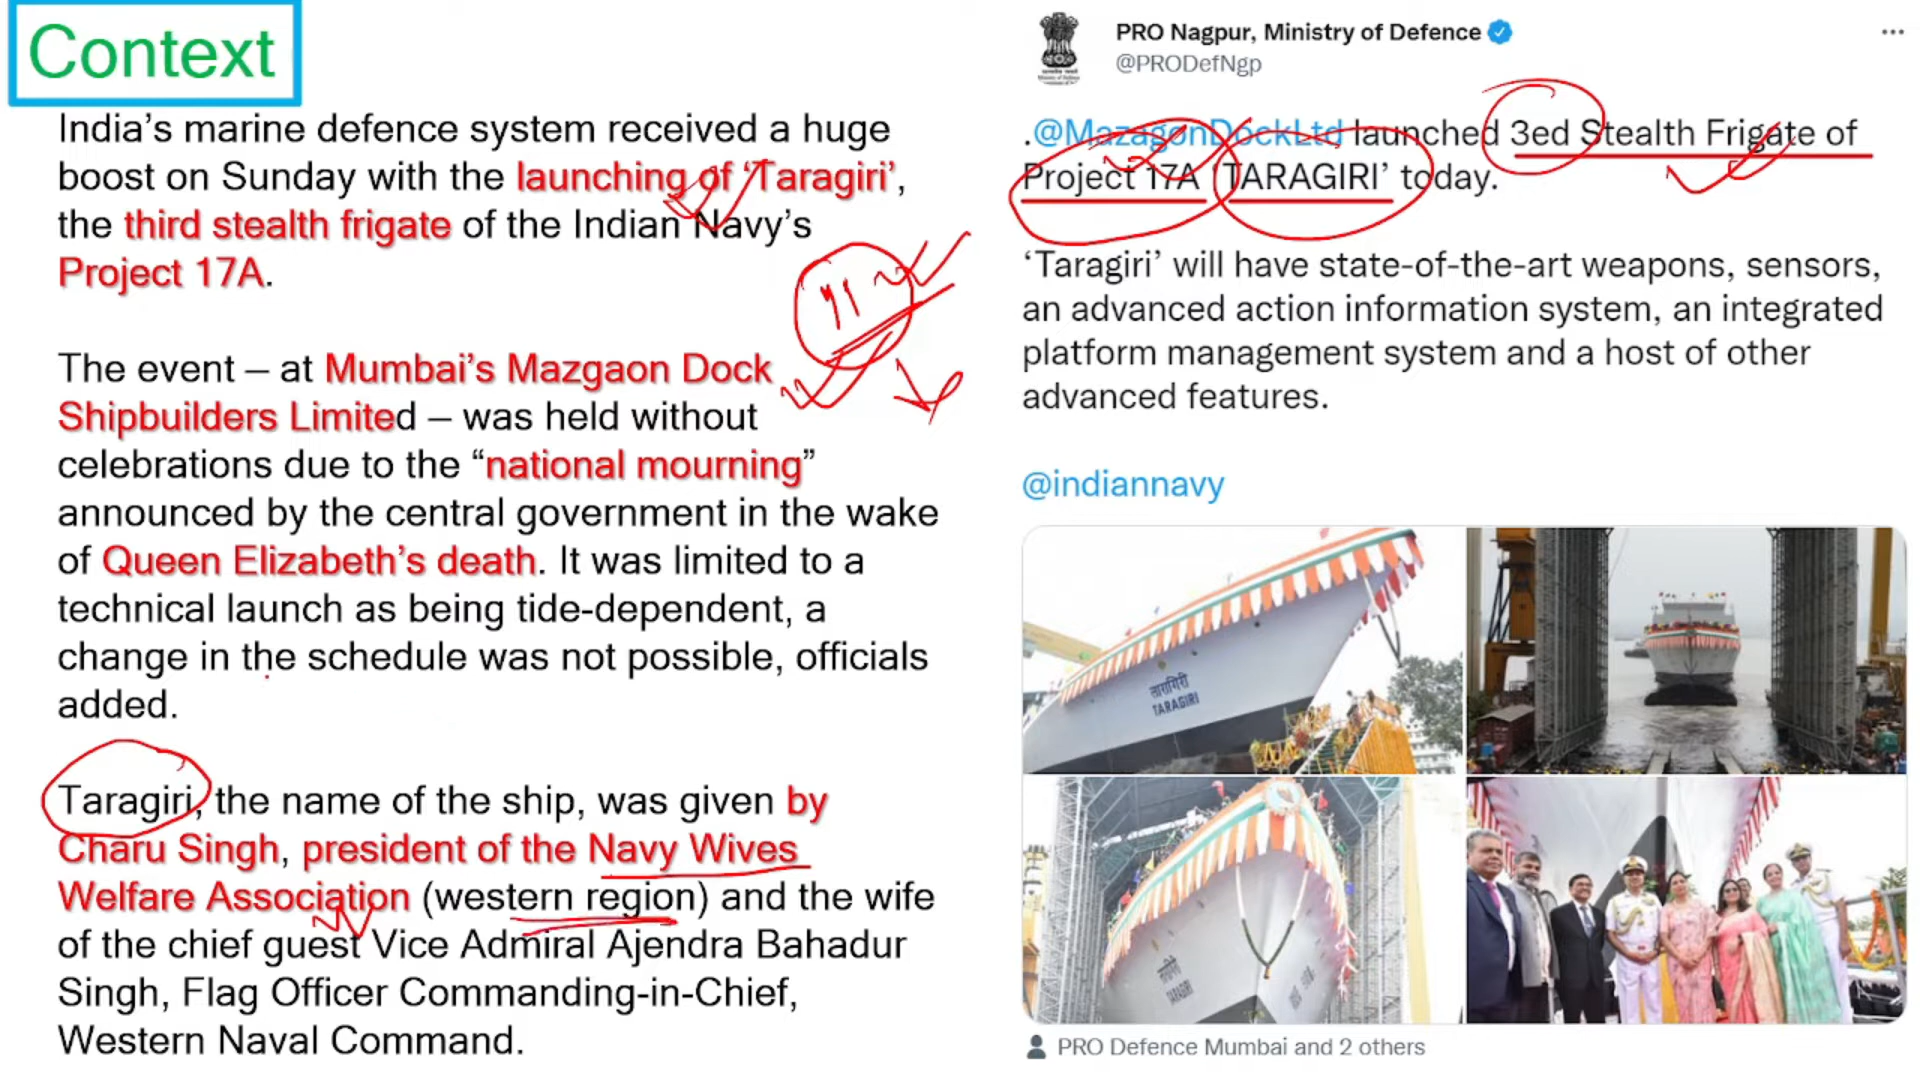 Context
India’s marine defence system received a huge
boost on Sunday with the launching of ‘Taragiri’,
the third stealth frigate of the Indian Navy’s
Project 17A.
The event – at Mumbai’s Mazgaon Dock
Shipbuilders Limited – was held without
celebrations due to the “national mourning”
announced by the central government in the wake
of Queen Elizabeth’s death. It was limited to a
technical launch as being tide-dependent, a
change in the schedule was not possible, officials
added.
Taragiri, the name of the ship, was given by
Charu Singh, president of the Navy Wives
Welfare Association (western region) and the wife
of the chief guest Vice Admiral Ajendra Bahadur
Singh, Flag Officer Commanding-in-Chief,
Western Naval Command.
PRO Nagpur, Ministry of Defence
@PRODefNgp
.@MazagonDockLtd launched 3ed Stealth Frigate of
Project 17A ‘TARAGIRI’ today.
‘Taragiri’ will have state-of-the-art weapons, sensors,
an advanced action information system, an integrated
platform management system and a host of other
advanced features.
@indiannavy
तारागिरी
TARAGIRI
तारागिरी
TARAGIRI
PRO Defence Mumbai and 2 others